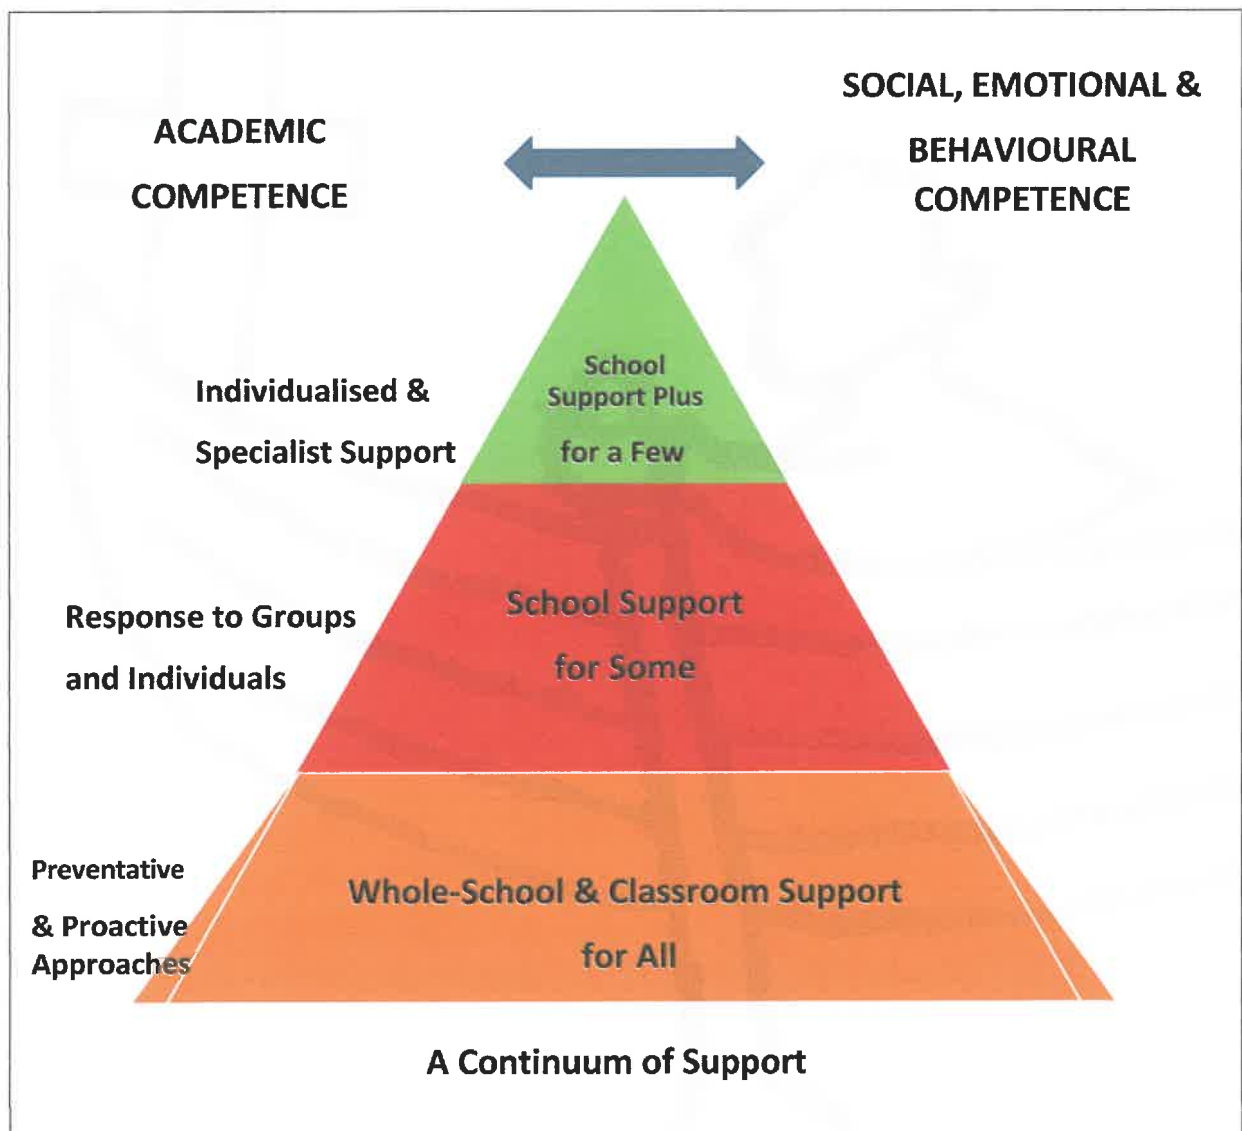 ACADEMIC
COMPETENCE
SOCIAL, EMOTIONAL &
BEHAVIOURAL
COMPETENCE
Individualised &
Specialist Support
School
Support Plus
for a Few
Response to Groups
and Individuals
School Support
for Some
Preventative
& Proactive
Approaches
Whole-School & Classroom Support
for All
A Continuum of Support